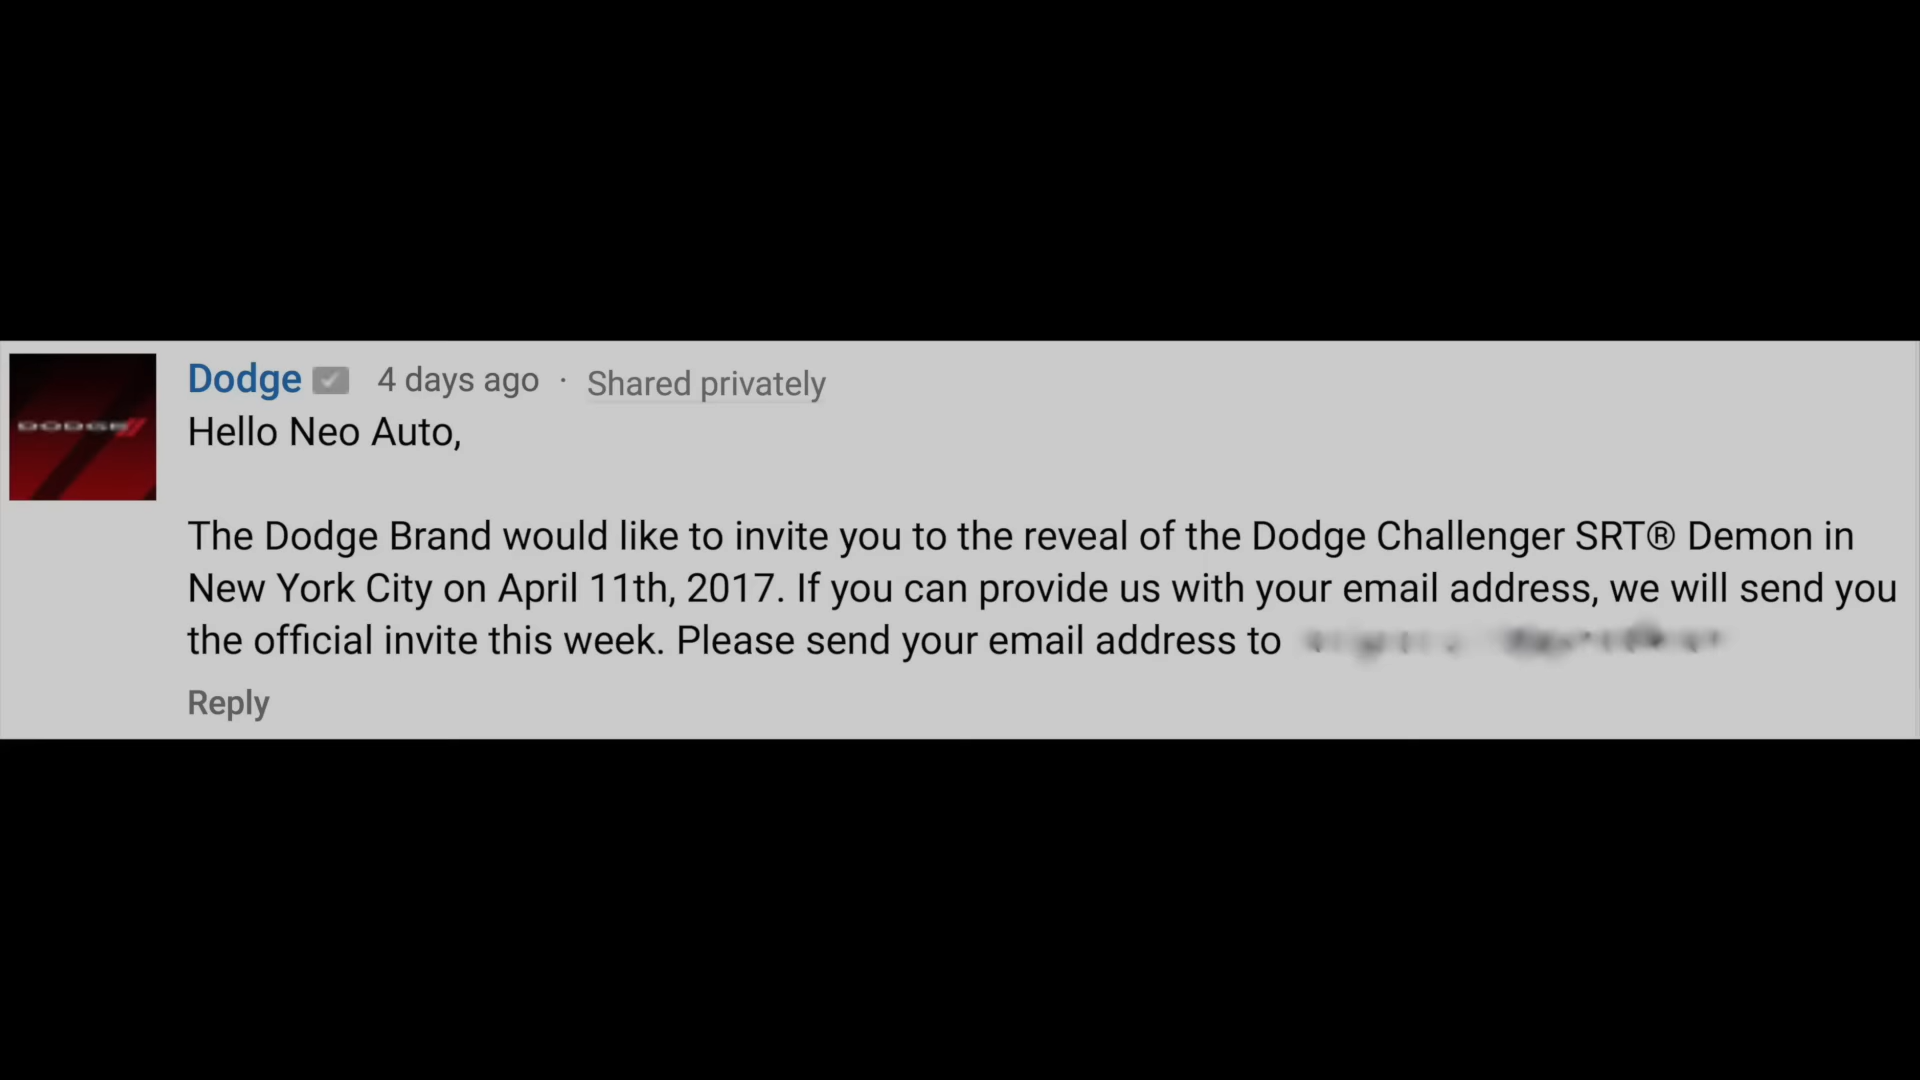 DODGE
Dodge 4 days ago · Shared privately
Hello Neo Auto,
The Dodge Brand would like to invite you to the reveal of the Dodge Challenger SRT® Demon in
New York City on April 11th, 2017. If you can provide us with your email address, we will send you
the official invite this week. Please send your email address to
Reply